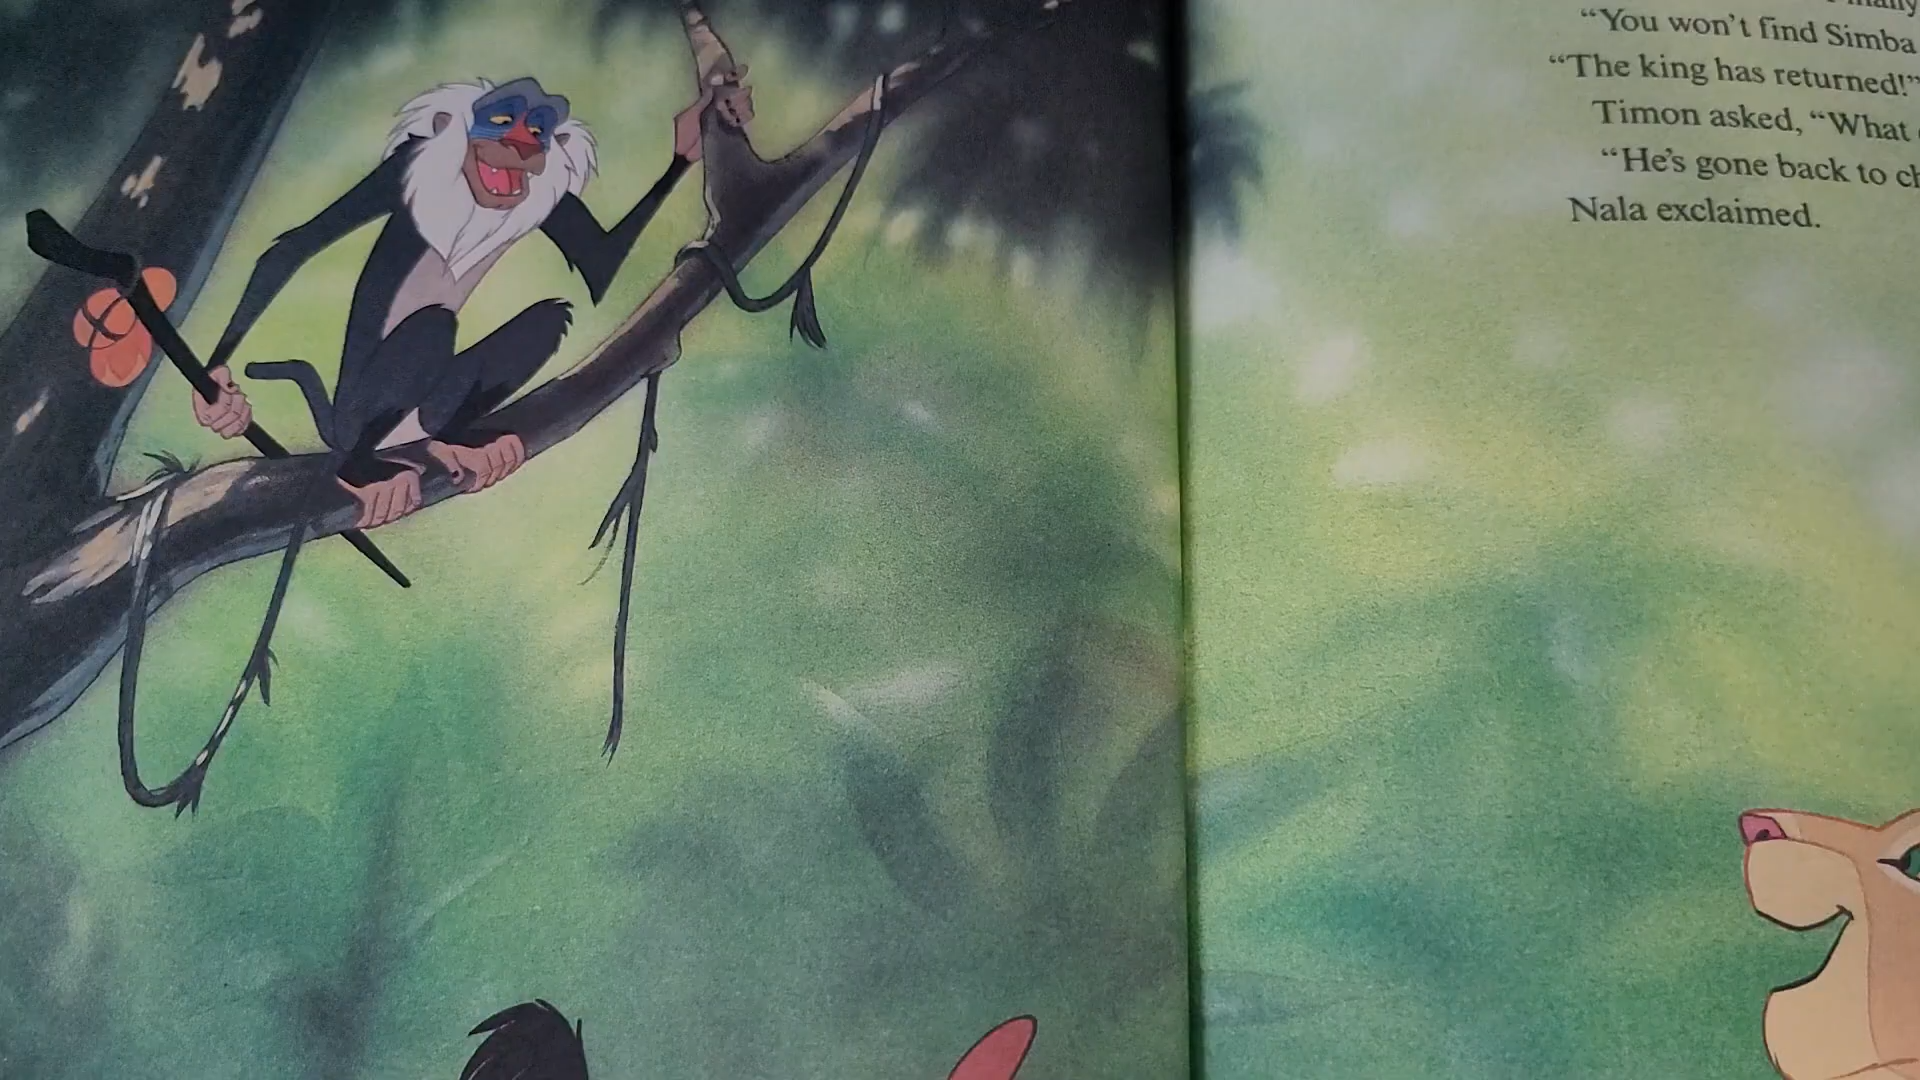 “You won’t find Simba
“The king has returned!”
Timon asked, “What
“He’s gone back to
Nala exclaimed.